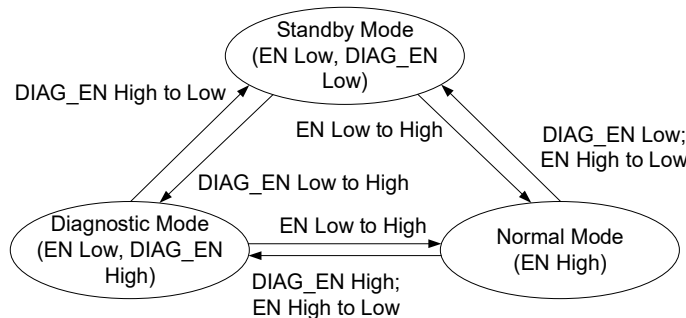 Standby Mode
(EN Low, DIAG_EN
Low)
DIAG_EN High to Low
EN Low to High
DIAG_EN Low;
EN High to Low
DIAG_EN Low to High
Diagnostic Mode
(EN Low, DIAG_EN
High)
EN Low to High
Normal Mode
(EN High)
DIAG_EN High;
EN High to Low